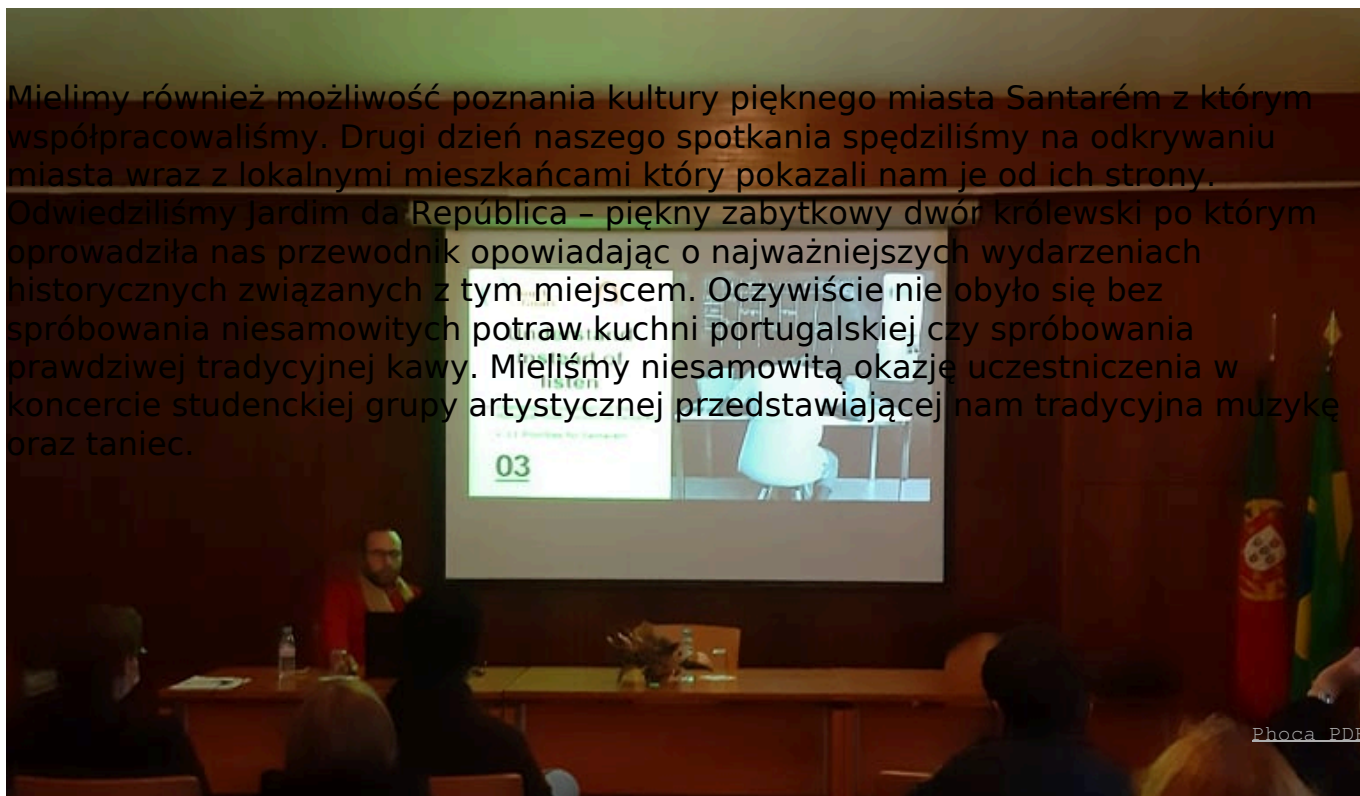 Mielimy również możliwość poznania kultury pięknego miasta Santarém z którym
współpracowaliśmy. Drugi dzień naszego spotkania spędziliśmy na odkrywaniu
miasta wraz z lokalnymi mieszkańcami który pokazali nam je od ich strony.
Odwiedziliśmy Jardim da República – piękny zabytkowy dwór królewski po którym
oprowadziła nas przewodnik opowiadając o najważniejszych wydarzeniach
historycznych związanych z tym miejscem. Oczywiście nie obyło się bez
spróbowania niesamowitych potraw kuchni portugalskiej czy spróbowania
prawdziwej tradycyjnej kawy. Mieliśmy niesamowitą okazję uczestniczenia w
koncercie studenckiej grupy artystycznej przedstawiającej nam tradycyjna muzykę
oraz taniec.
understand
instead of
listen
03
Phoca PDF